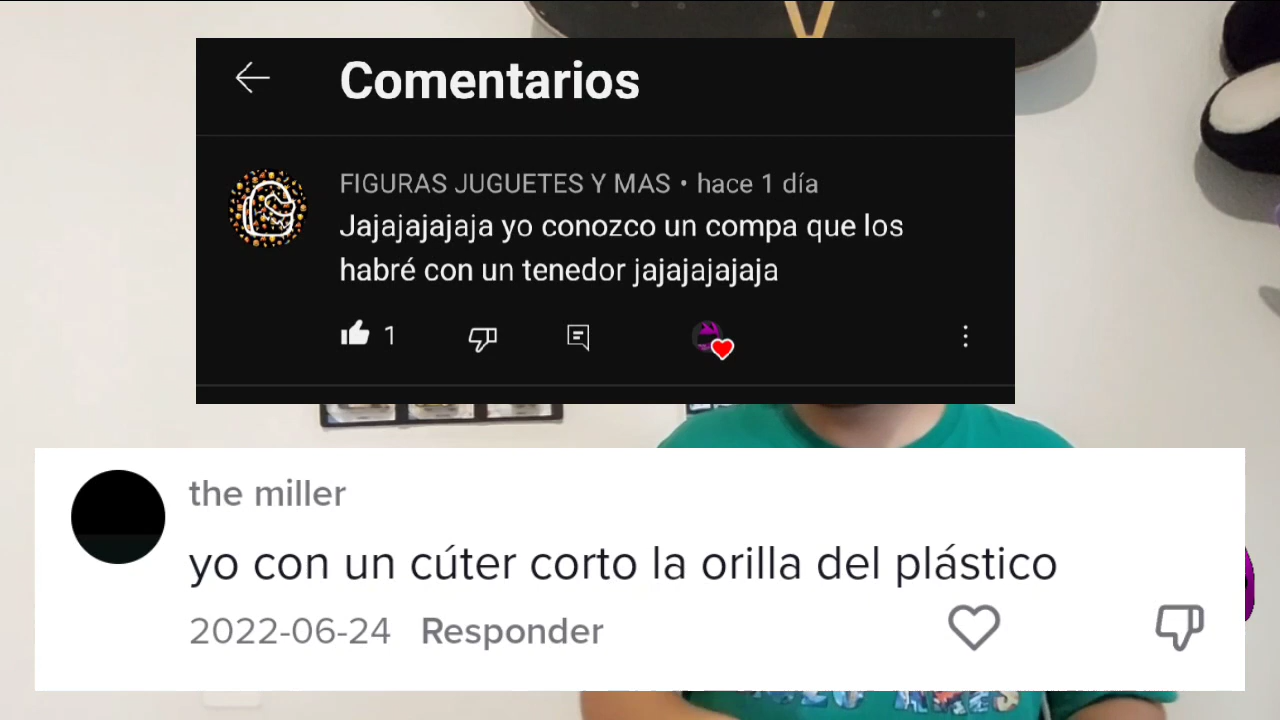 Comentarios
FIGURAS JUGUETES Y MAS • hace 1 día
Jajajajajaja yo conozco un compa que los
habré con un tenedor jajajajajaja
1
the miller
yo con un cúter corto la orilla del plástico
2022-06-24 Responder